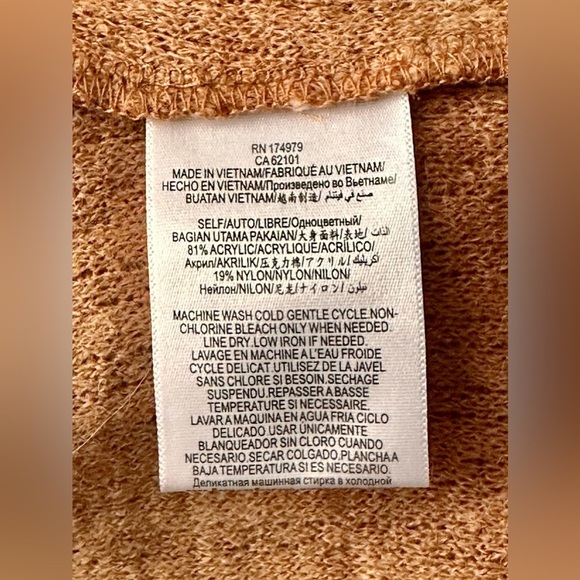 RN 174979
CA 62101
MADE IN VIETNAM/FABRIQUÉ AU VIETNAM/
HECHO EN VIETNAM/Произведено во Вьетнаме/
BUATAN VIETNAM/越南制造/ صنع في فيتنام/
SELF/AUTO/LIBRE/Одноцветный/
BAGIAN UTAMA PAKAIAN/大身面料/表地/ الذات
81% ACRYLIC/ACRYLIQUE/ACRÍLICO/
Акрил/AKRILIK/压克力棉/アクリル/ أكريليك
19% NYLON/NYLON/NILON/
Нейлон/NILON/尼龙/ナイロン/ نيلون
MACHINE WASH COLD GENTLE CYCLE.NON-
CHLORINE BLEACH ONLY WHEN NEEDED.
LINE DRY.LOW IRON IF NEEDED.
LAVAGE EN MACHINE A L'EAU FROIDE
CYCLE DELICAT.UTILISEZ DE LA JAVEL
SANS CHLORE SI BESOIN.SECHAGE
SUSPENDU.REPASSER A BASSE
TEMPERATURE SI NECESSAIRE.
LAVAR A MAQUINA EN AGUA FRIA CICLO
DELICADO USAR ÚNICAMENTE
BLANQUEADOR SIN CLORO CUANDO
NECESARIO.SECAR COLGADO.PLANCHA A
BAJA TEMPERATURA SI ES NECESARIO.
Деликатная машинная стирка в холодной